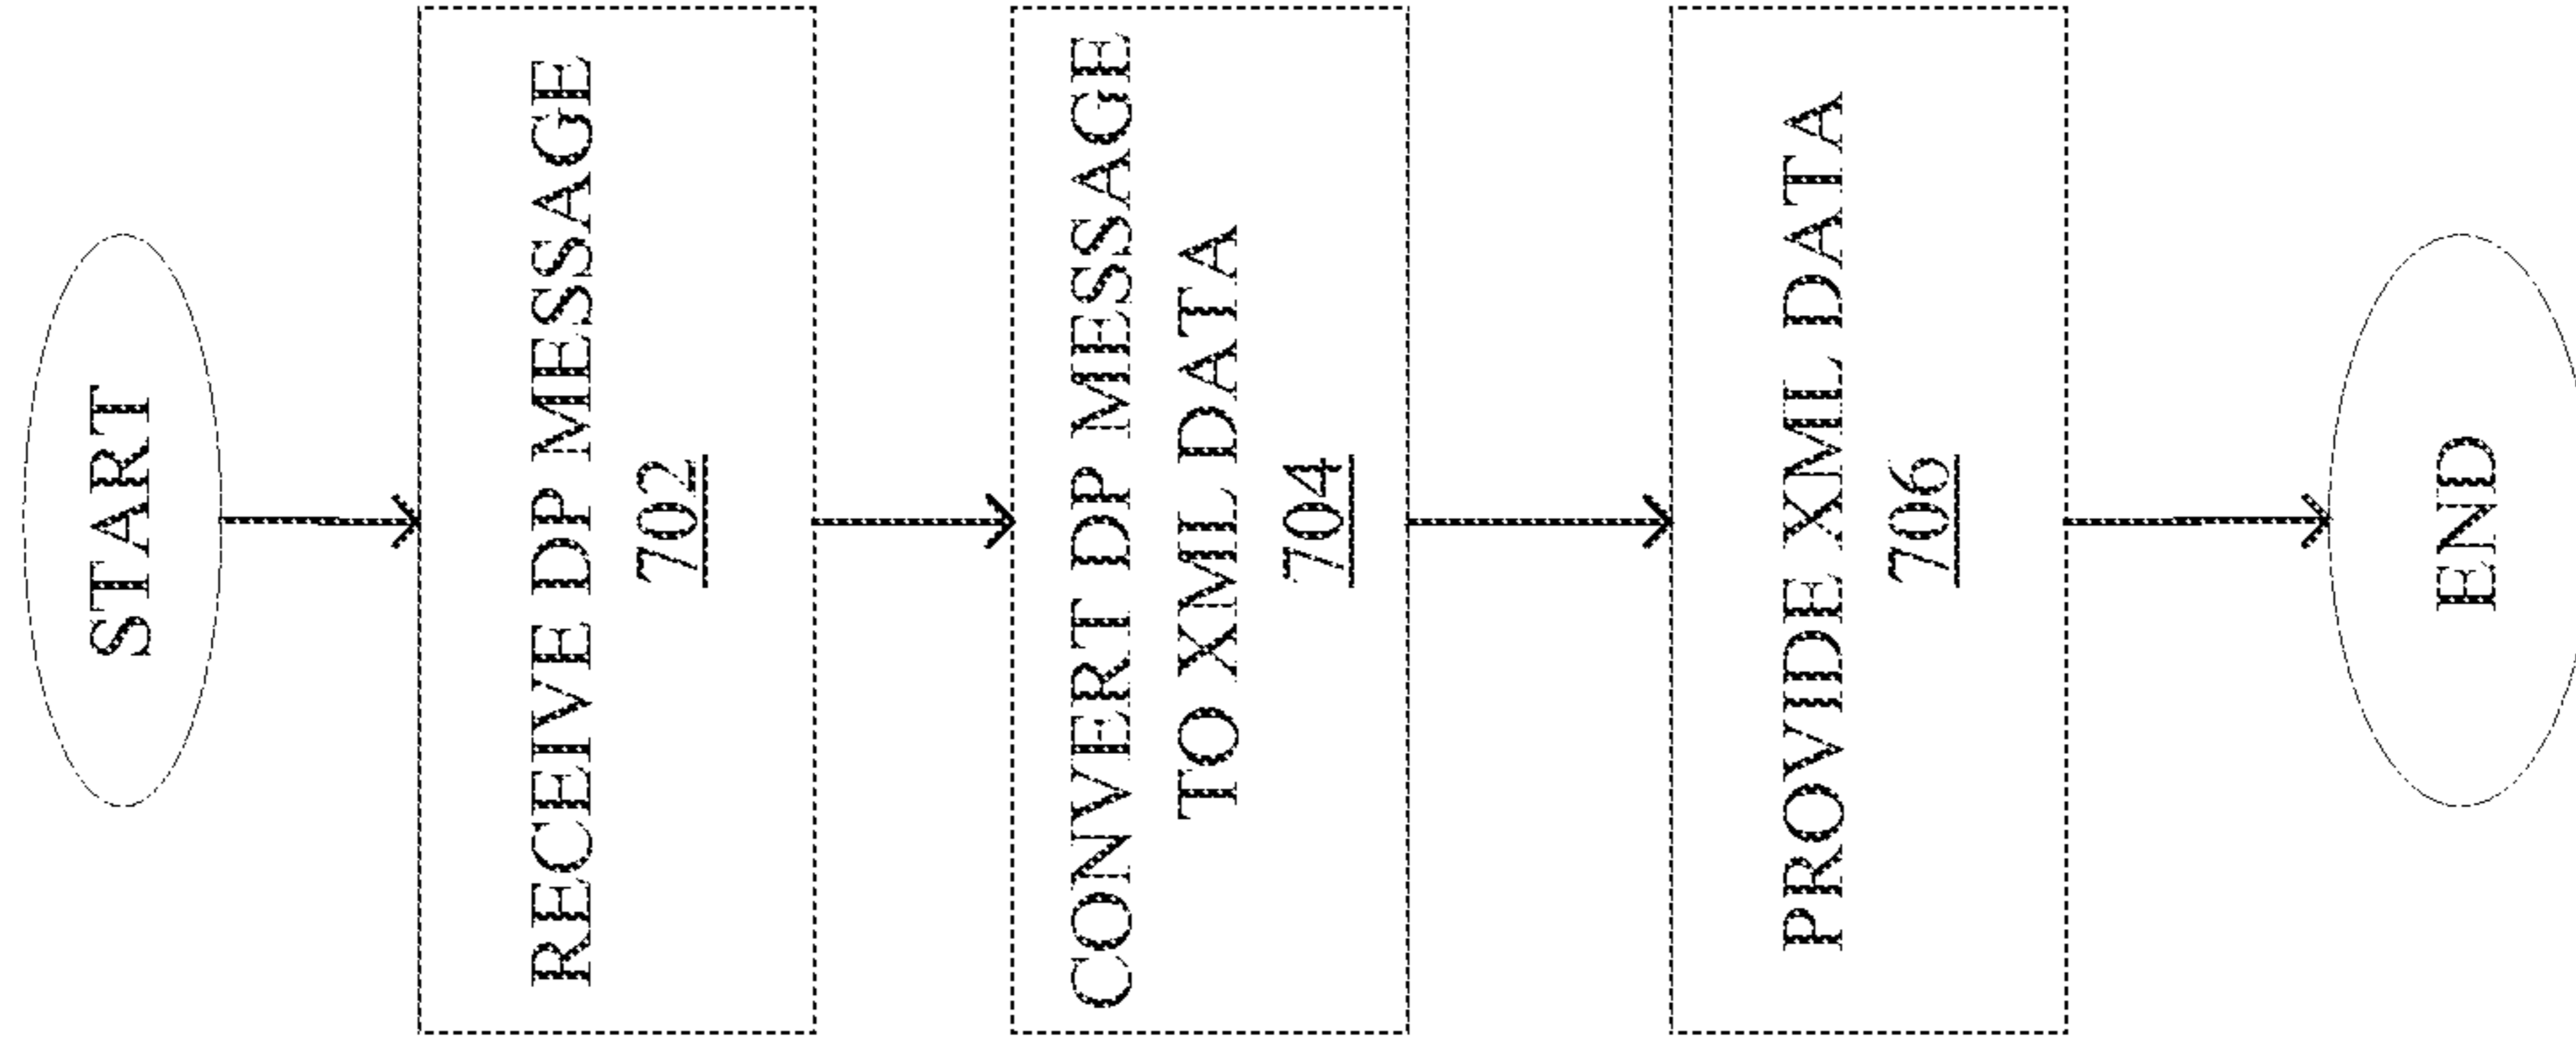 START
RECEIVE DP MESSAGE
702
CONVERT DP MESSAGE
TO XML DATA
704
PROVIDE XML DATA
706
END